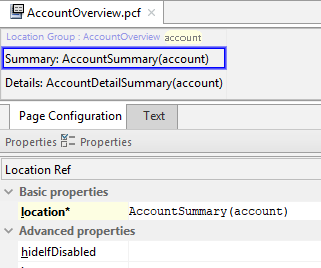 AccountOverview.pcf ×
Location Group : AccountOverview account
Summary: AccountSummary(account)
Details: AccountDetailSummary(account)
Page Configuration Text
Properties Properties
Location Ref
Basic properties
location* AccountSummary(account)
Advanced properties
hideIfDisabled